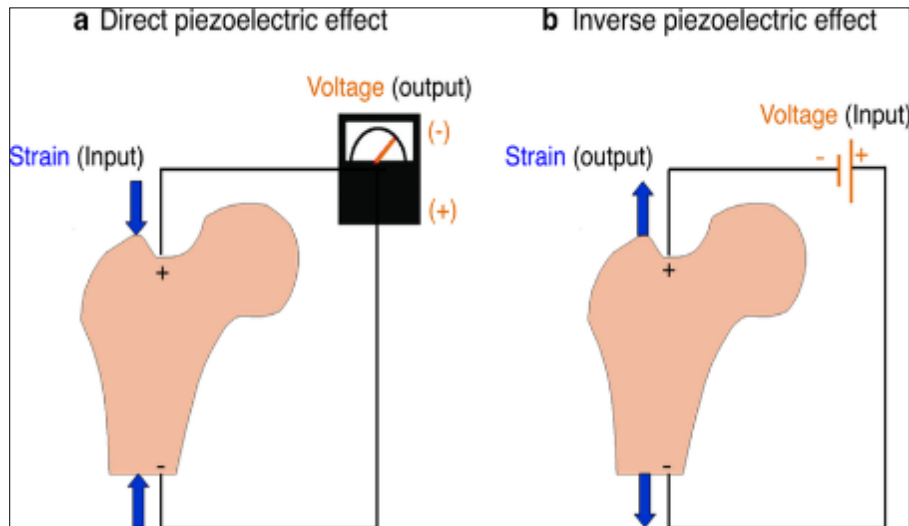 a Direct piezoelectric effect
Voltage (output)
(-)
Strain (Input)
(+)
+
-
b Inverse piezoelectric effect
Voltage (Input)
Strain (output)
- +
+
-